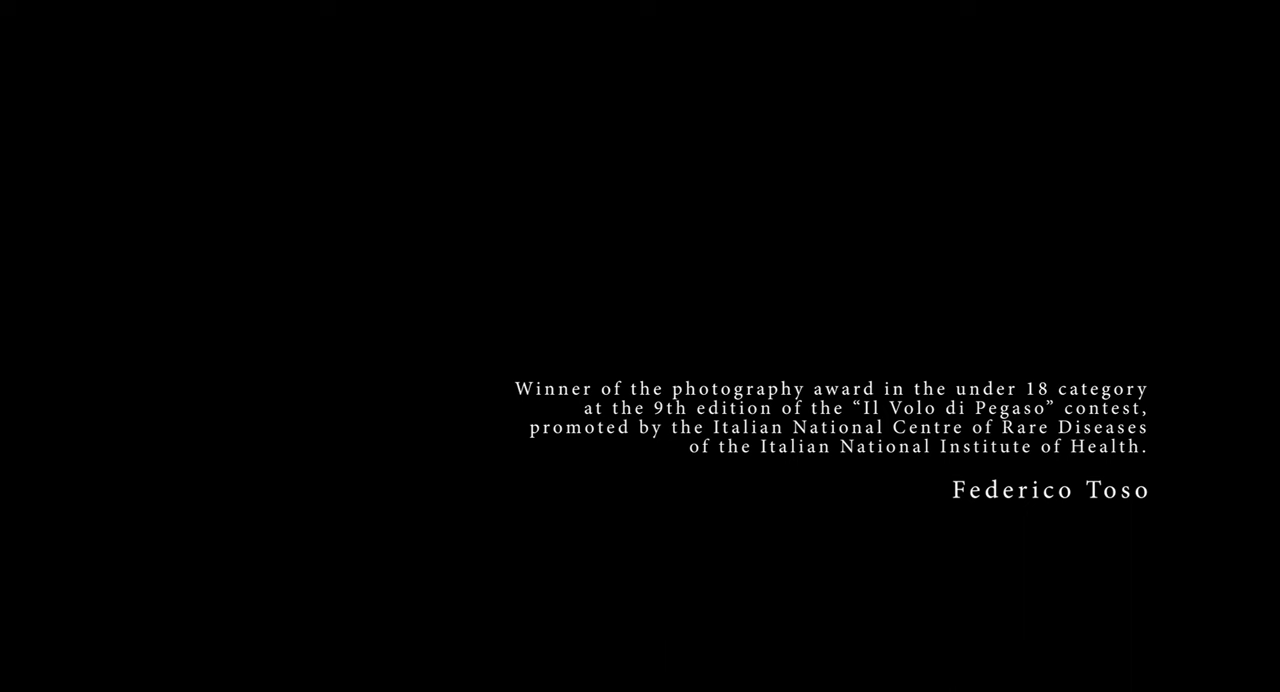 Winner of the photography award in the under 18 category
at the 9th edition of the “Il Volo di Pegaso” contest,
promoted by the Italian National Centre of Rare Diseases
of the Italian National Institute of Health.
Federico Toso